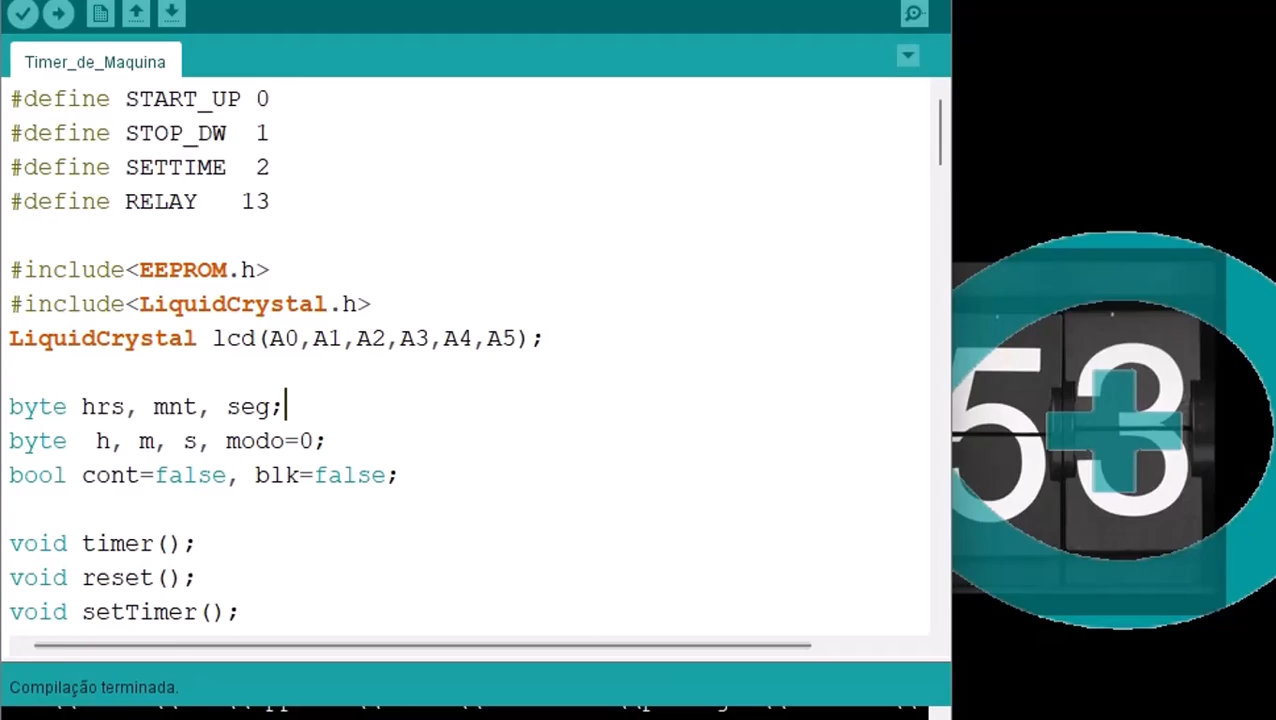 Timer_de_Maquina
#define START_UP 0
#define STOP_DW  1
#define SETTIME  2
#define RELAY   13
#include<EEPROM.h>
#include<LiquidCrystal.h>
LiquidCrystal lcd(A0,A1,A2,A3,A4,A5);
byte hrs, mnt, seg;
byte  h, m, s, modo=0;
bool cont=false, blk=false;
void timer();
void reset();
void setTimer();
Compilação terminada.
53